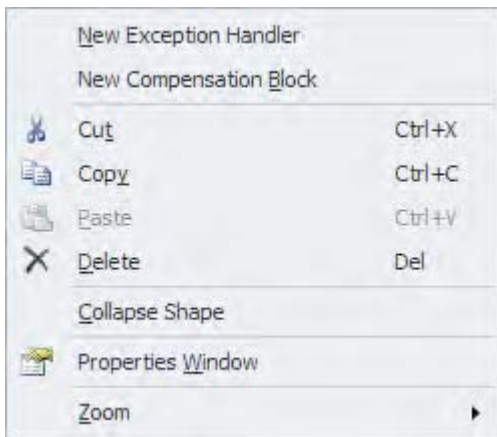 New Exception Handler
New Compensation Block
Cut Ctrl+X
Copy Ctrl+C
Paste Ctrl+V
Delete Del
Collapse Shape
Properties Window
Zoom